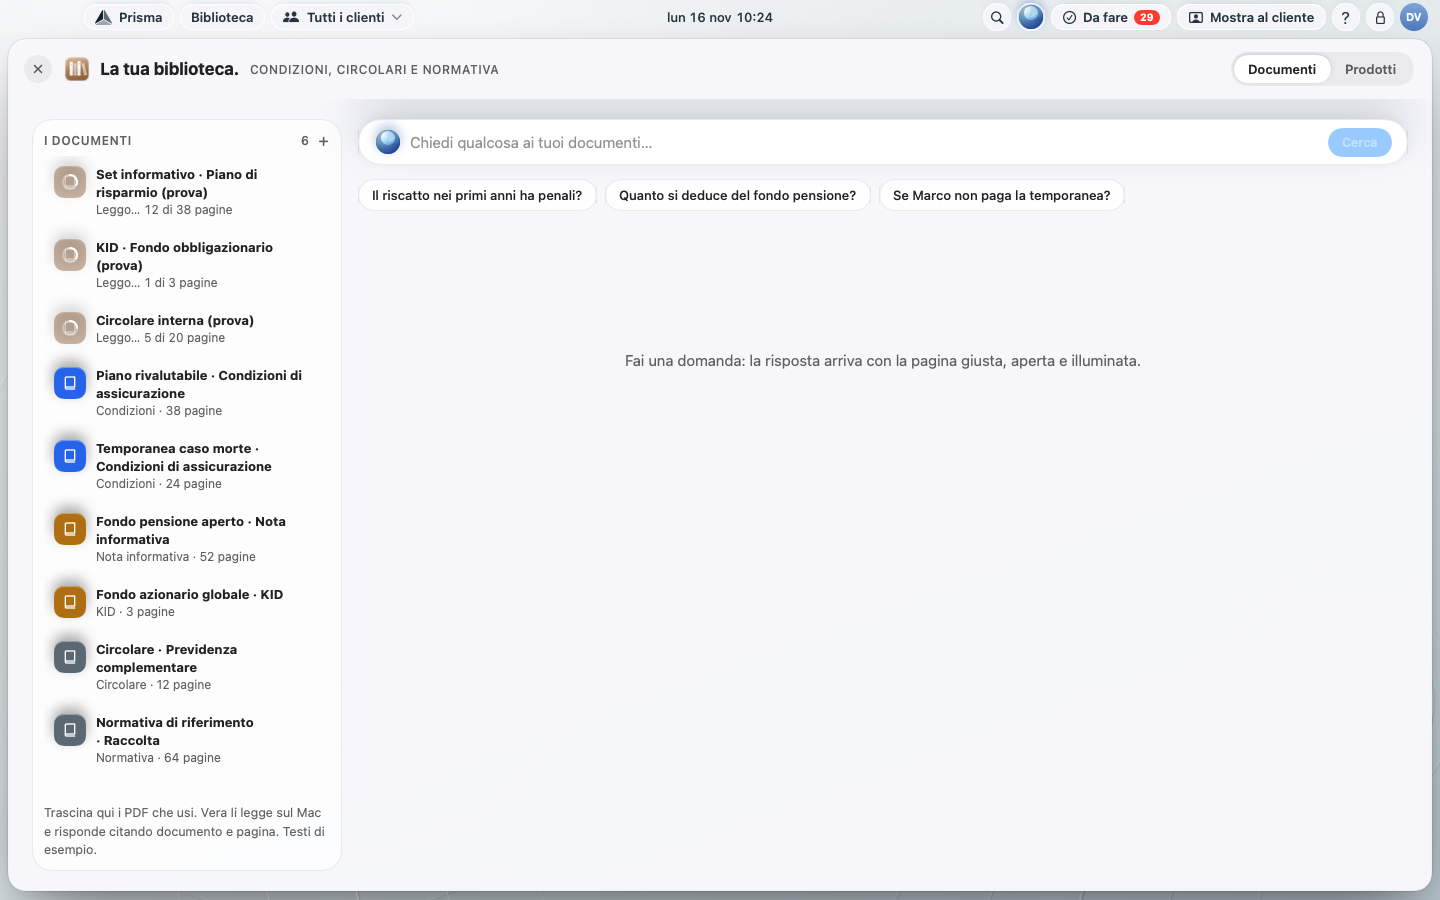 Prisma
Biblioteca
Tutti i clienti
lun 16 nov 10:24
Da fare 29
Mostra al cliente
?
DV
La tua biblioteca. CONDIZIONI, CIRCOLARI E NORMATIVA
Documenti
Prodotti
I DOCUMENTI 6 +
Set informativo · Piano di
risparmio (prova)
Leggo... 12 di 38 pagine
KID · Fondo obbligazionario
(prova)
Leggo... 1 di 3 pagine
Circolare interna (prova)
Leggo... 5 di 20 pagine
Piano rivalutabile · Condizioni di
assicurazione
Condizioni · 38 pagine
Temporanea caso morte ·
Condizioni di assicurazione
Condizioni · 24 pagine
Fondo pensione aperto · Nota
informativa
Nota informativa · 52 pagine
Fondo azionario globale · KID
KID · 3 pagine
Circolare · Previdenza
complementare
Circolare · 12 pagine
Normativa di riferimento
· Raccolta
Normativa · 64 pagine
Trascina qui i PDF che usi. Vera li legge sul Mac
e risponde citando documento e pagina. Testi di
esempio.
Chiedi qualcosa ai tuoi documenti...
Cerca
Il riscatto nei primi anni ha penali?
Quanto si deduce del fondo pensione?
Se Marco non paga la temporanea?
Fai una domanda: la risposta arriva con la pagina giusta, aperta e illuminata.